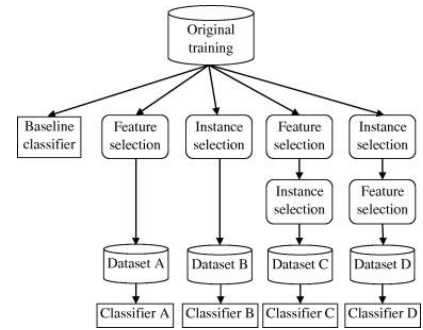 Original
training
Baseline
classifier
Feature
selection
Instance
selection
Feature
selection
Instance
selection
Instance
selection
Feature
selection
Dataset A
Dataset B
Dataset C
Dataset D
Classifier A
Classifier B
Classifier C
Classifier D